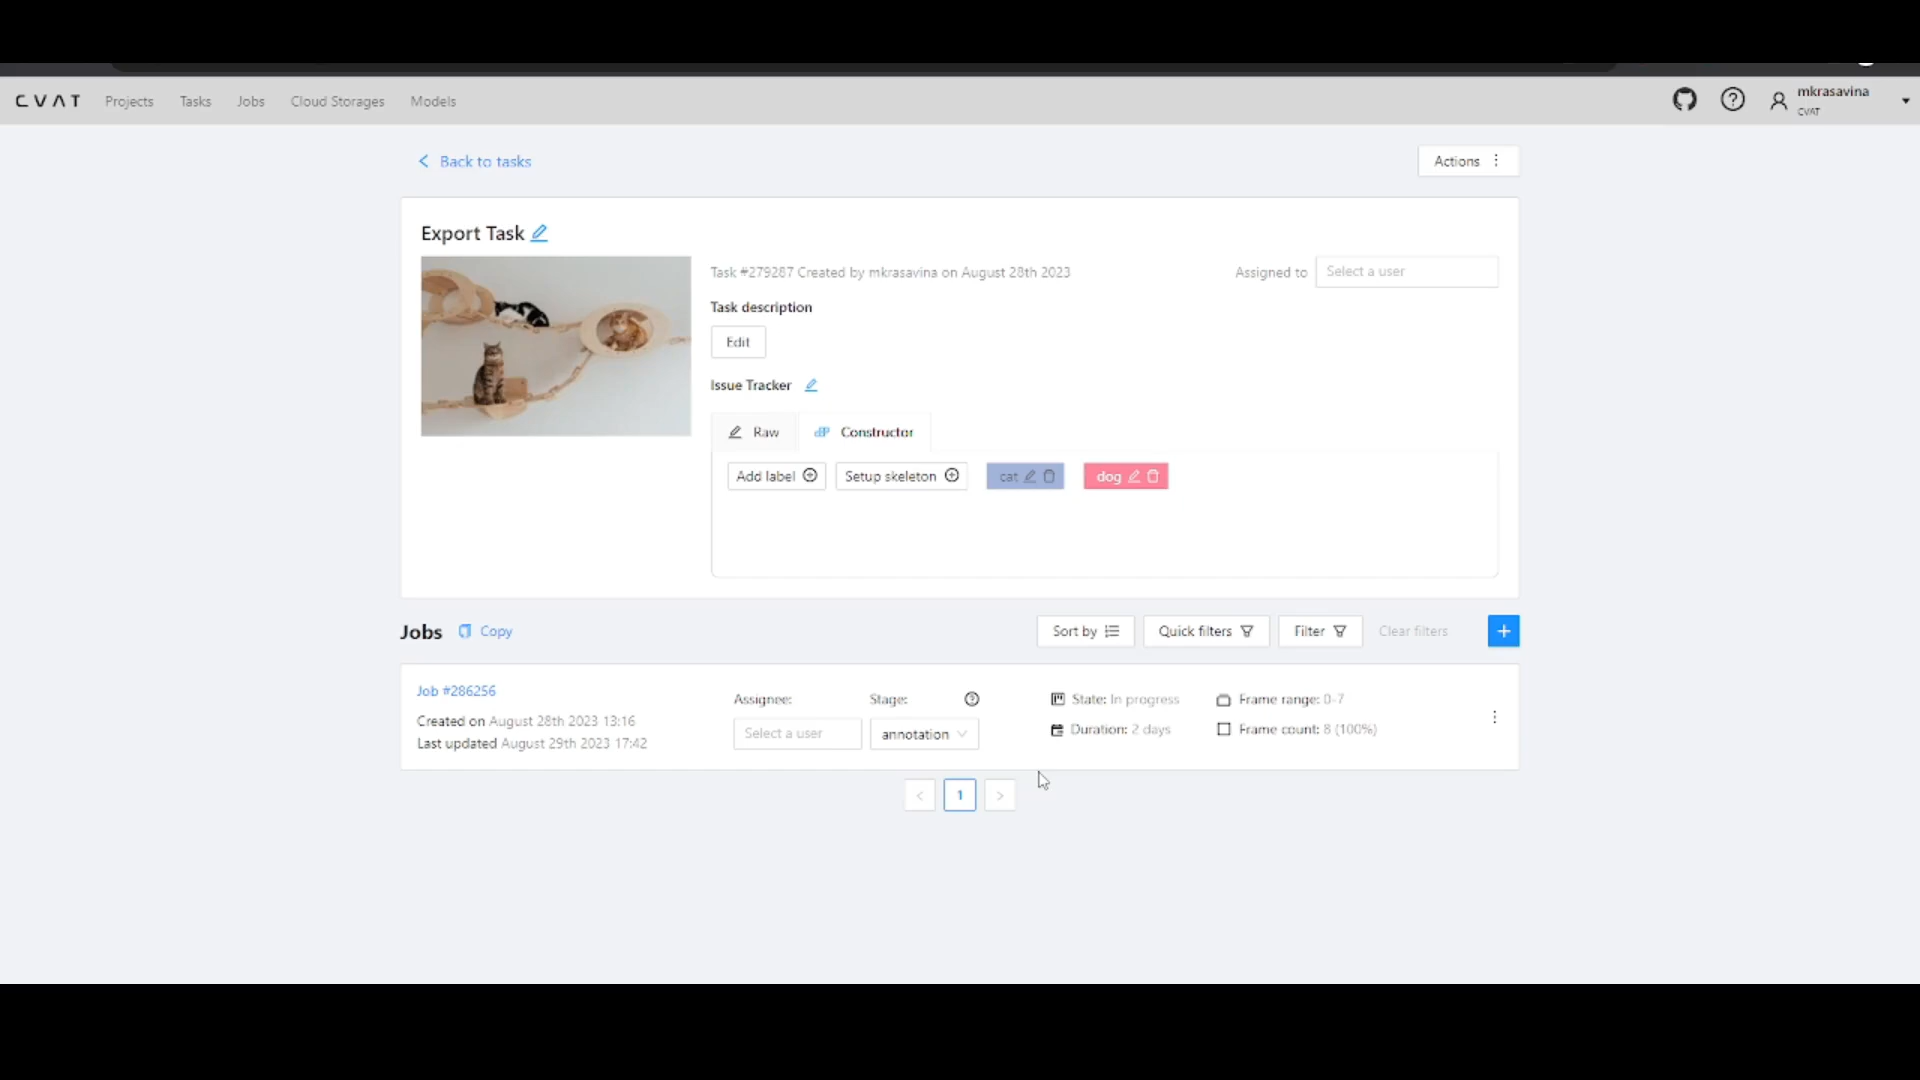 CVAT Projects Tasks Jobs Cloud Storages Models mkrasavina
CVAT
Back to tasks Actions
Export Task
Task #279287 Created by mkrasavina on August 28th 2023 Assigned to Select a user
Task description
Edit
Issue Tracker
Raw Constructor
Add label Setup skeleton cat dog
Jobs Copy Sort by Quick filters Filter Clear filters +
Job #286256
Assignee: Stage: State: In progress Frame range: 0-7
Created on August 28th 2023 13:16
Select a user annotation Duration: 2 days Frame count: 8 (100%)
Last updated August 29th 2023 17:42
< 1 >